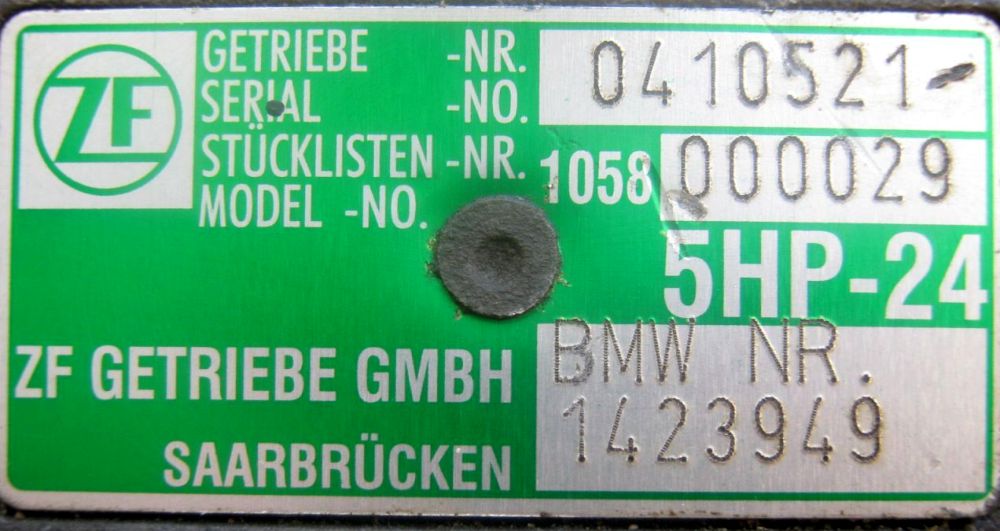 ZF
GETRIEBE -NR. 0410521
SERIAL -NO.
STÜCKLISTEN -NR. 1058 000029
MODEL -NO.
5HP-24
ZF GETRIEBE GMBH
SAARBRÜCKEN
BMW NR.
1423949